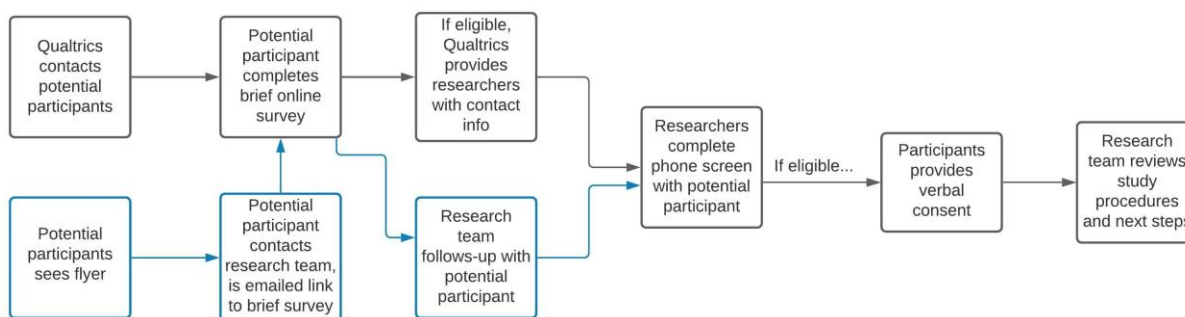 Qualtrics
contacts
potential
participants
Potential
participant
completes
brief online
survey
If eligible,
Qualtrics
provides
researchers
with contact
info
Potential
participants
sees flyer
Potential
participant
contacts
research team,
is emailed link
to brief survey
Research
team
follows-up with
potential
participant
Researchers
complete
phone screen
with potential
participant
If eligible...
Participants
provides
verbal
consent
Research
team reviews
study
procedures
and next steps